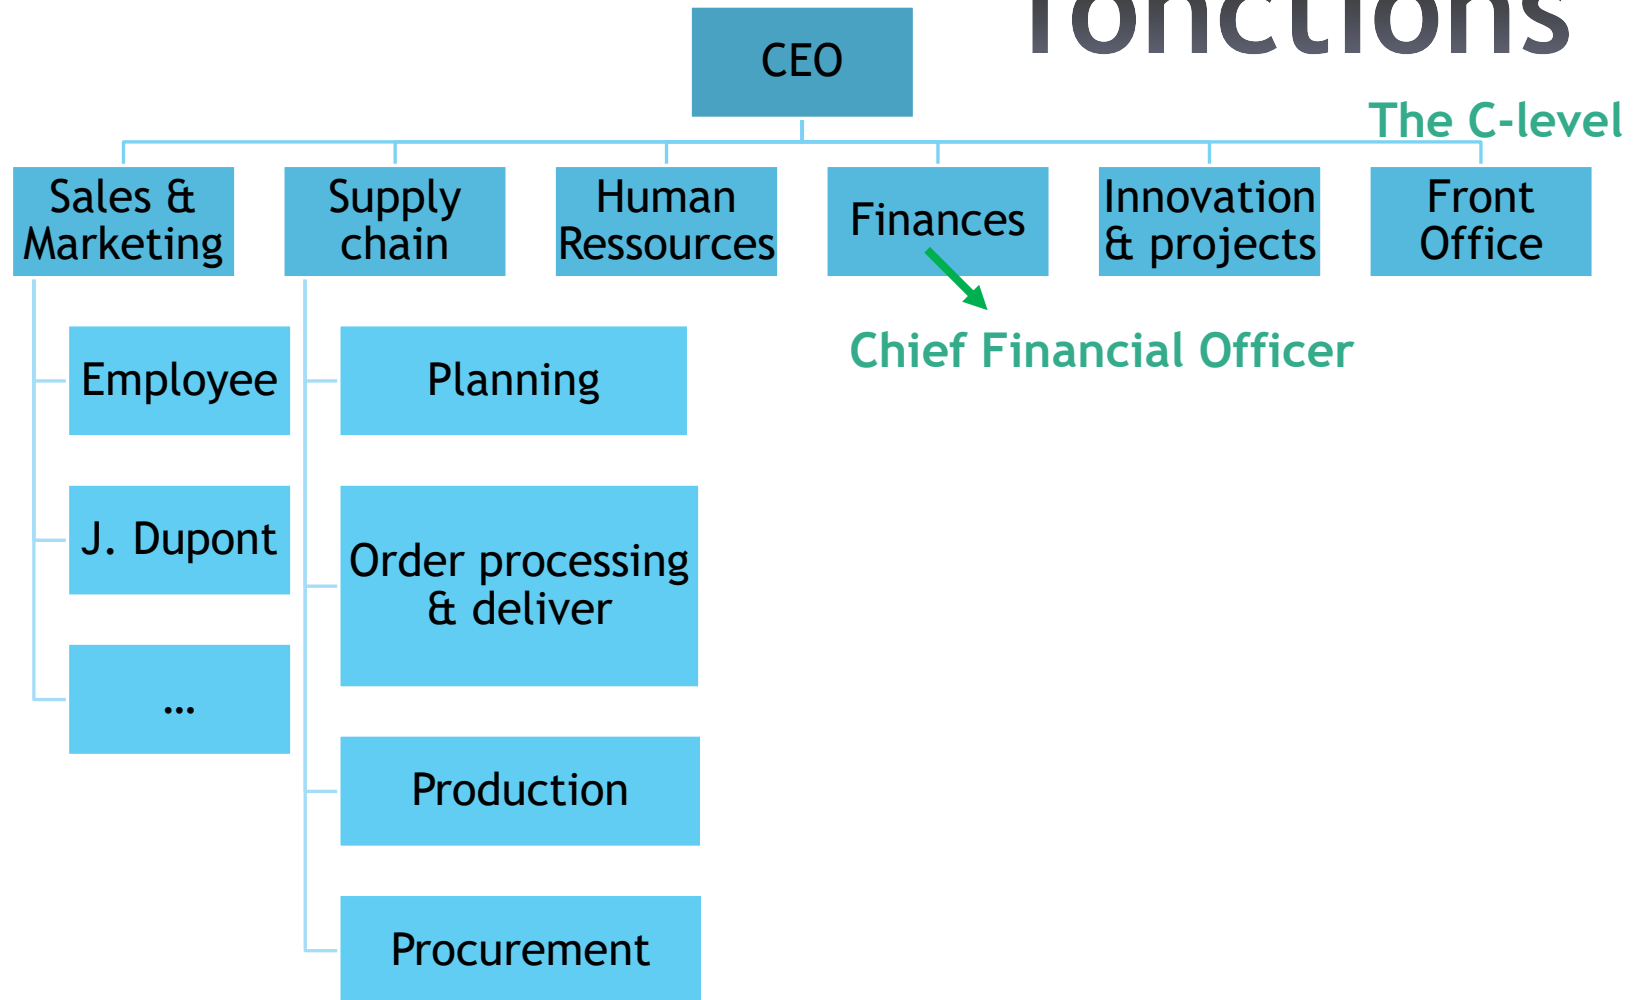 fonctions
CEO
The C-level
Sales &
Marketing
Supply
chain
Human
Ressources
Finances
Innovation
& projects
Front
Office
Chief Financial Officer
Employee
J. Dupont
…
Planning
Order processing
& deliver
Production
Procurement